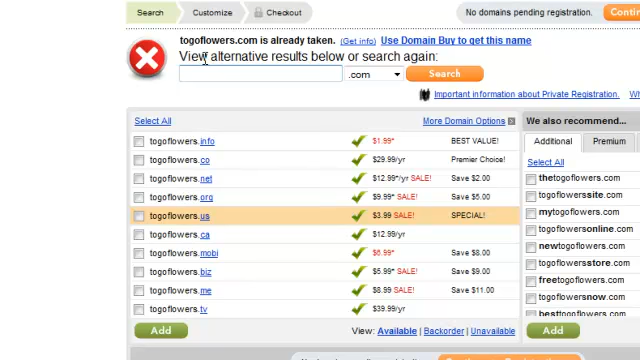 Search Customize Checkout No domains pending registration. Contin
togoflowers.com is already taken. (Get info) Use Domain Buy to get this name
View alternative results below or search again:
.com Search
Important information about Private Registration. Wh
Select All More Domain Options We also recommend...
togoflowers.info $1.99* BEST VALUE! Additional Premium
togoflowers.co $29.99/yr Premier Choice! Select All
togoflowers.net $12.99*/yr SALE! Save $2.00 thetogoflowers.com
togoflowers.org $9.99* SALE! Save $5.00 togoflowerssite.com
togoflowers.us $3.99 SALE! SPECIAL! mytogoflowers.com
togoflowers.ca $12.99/yr togoflowersonline.com
togoflowers.mobi $6.99* Save $8.00 newtogoflowers.com
togoflowers.biz $5.99* SALE! Save $9.00 togoflowersstore.com
togoflowers.me $8.99 SALE! Save $11.00 freetogoflowers.com
togoflowers.tv $39.99/yr togoflowersnow.com
besttogoflowers.com
Add View: Available | Backorder | Unavailable Add